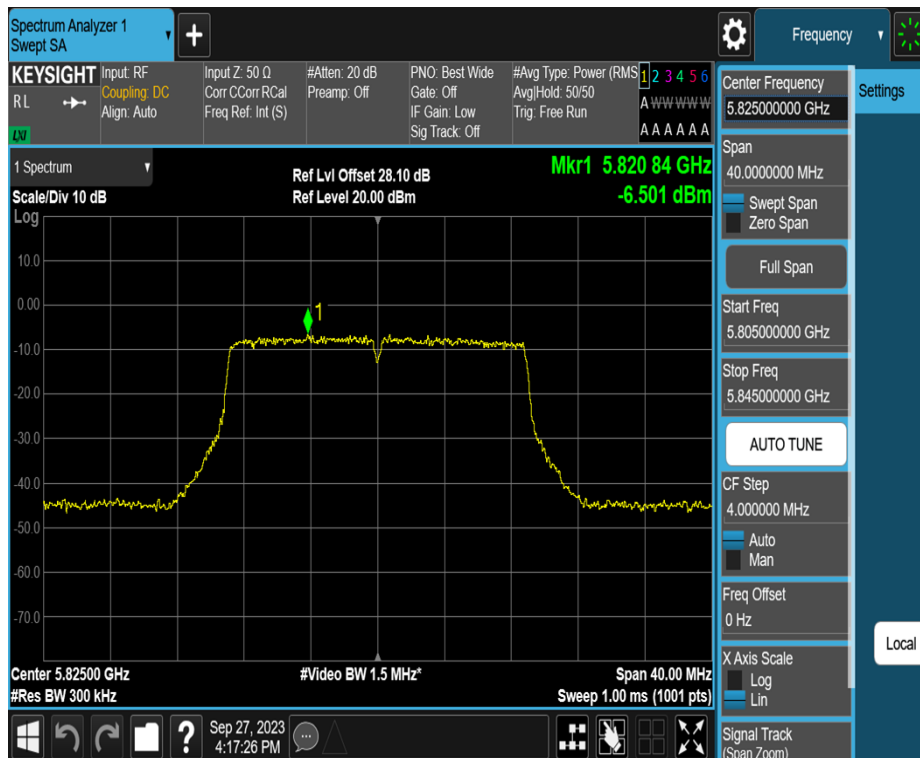 Spectrum Analyzer 1
Swept SA
+
Frequency
KEYSIGHT
R L
LXI
Input: RF
Coupling: DC
Align: Auto
Input Z: 50 Ω
Corr CCorr RCal
Freq Ref: Int (S)
#Atten: 20 dB
Preamp: Off
PNO: Best Wide
Gate: Off
IF Gain: Low
Sig Track: Off
#Avg Type: Power (RMS
Avg|Hold: 50/50
Trig: Free Run
1 2 3 4 5 6
A W W W W W
A A A A A A
1 Spectrum
Scale/Div 10 dB
Log
Ref Lvl Offset 28.10 dB
Ref Level 20.00 dBm
Mkr1 5.820 84 GHz
-6.501 dBm
1
10.0
0.00
-10.0
-20.0
-30.0
-40.0
-50.0
-60.0
-70.0
Center 5.82500 GHz
#Res BW 300 kHz
#Video BW 1.5 MHz*
Span 40.00 MHz
Sweep 1.00 ms (1001 pts)
?
Sep 27, 2023
4:17:26 PM
Center Frequency
5.825000000 GHz
Span
40.0000000 MHz
Swept Span
Zero Span
Full Span
Start Freq
5.805000000 GHz
Stop Freq
5.845000000 GHz
AUTO TUNE
CF Step
4.000000 MHz
Auto
Man
Freq Offset
0 Hz
X Axis Scale
Log
Lin
Signal Track
(Span Zoom)
Settings
Local